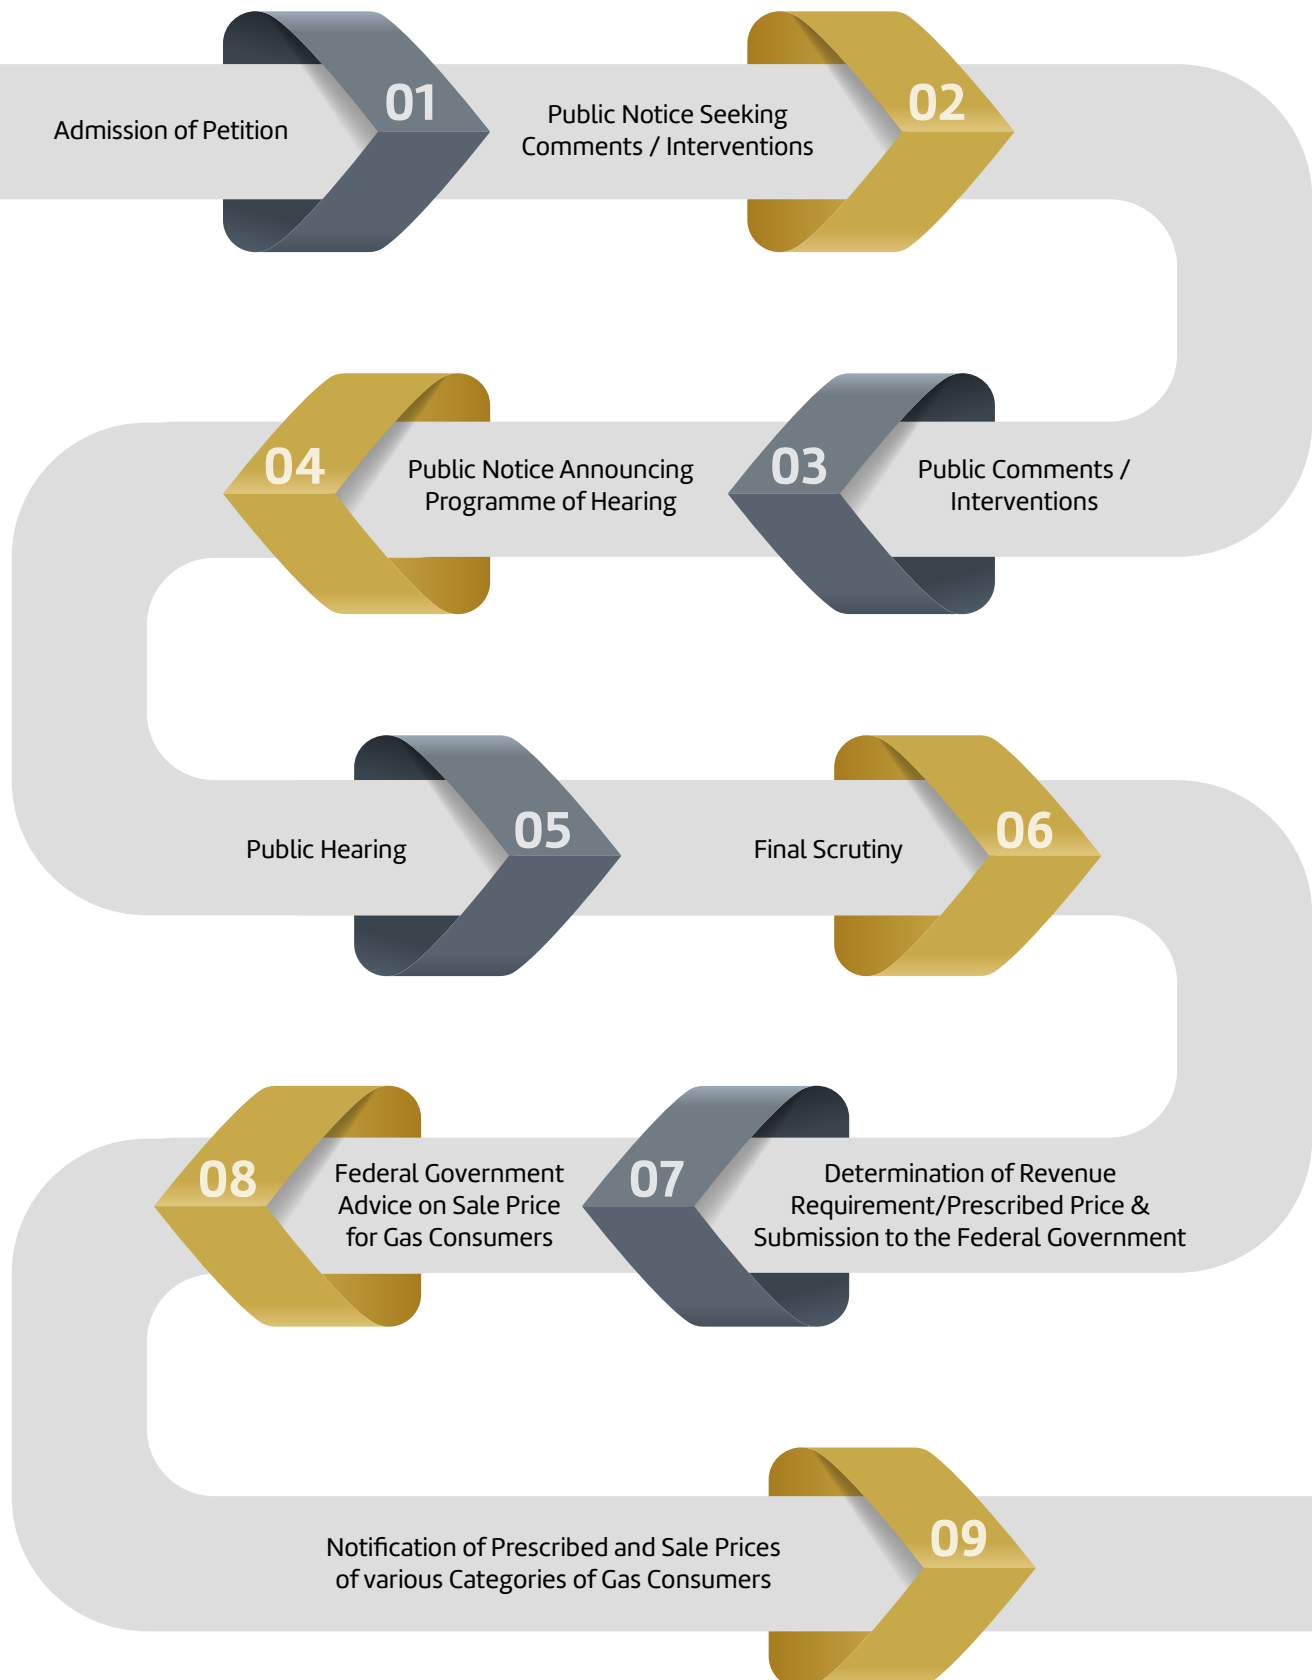 Admission of Petition
01
Public Notice Seeking
Comments / Interventions
02
Public Comments /
Interventions
03
Public Notice Announcing
Programme of Hearing
04
Public Hearing
05
Final Scrutiny
06
Determination of Revenue
Requirement/Prescribed Price &
Submission to the Federal Government
07
Federal Government
Advice on Sale Price
for Gas Consumers
08
Notification of Prescribed and Sale Prices
of various Categories of Gas Consumers
09